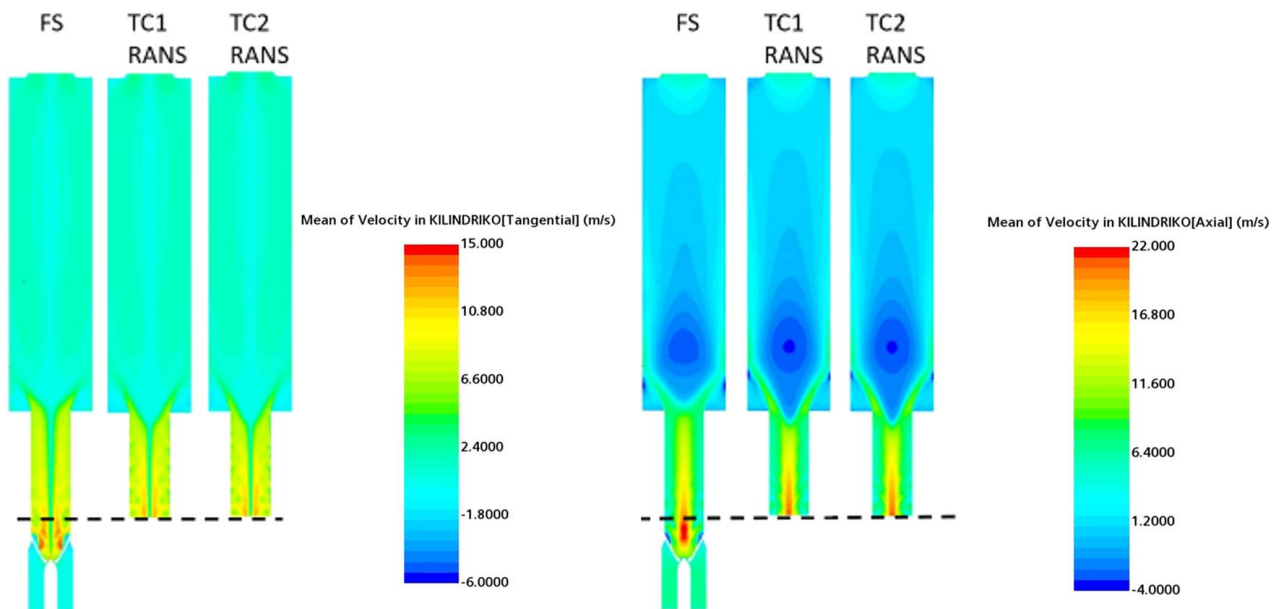 FS TC1 TC2
RANS RANS
Mean of Velocity in KILINDRIKO[Tangential] (m/s)
15.000
10.800
6.6000
2.4000
-1.8000
-6.0000
FS TC1 TC2
RANS RANS
Mean of Velocity in KILINDRIKO[Axial] (m/s)
22.000
16.800
11.600
6.4000
1.2000
-4.0000